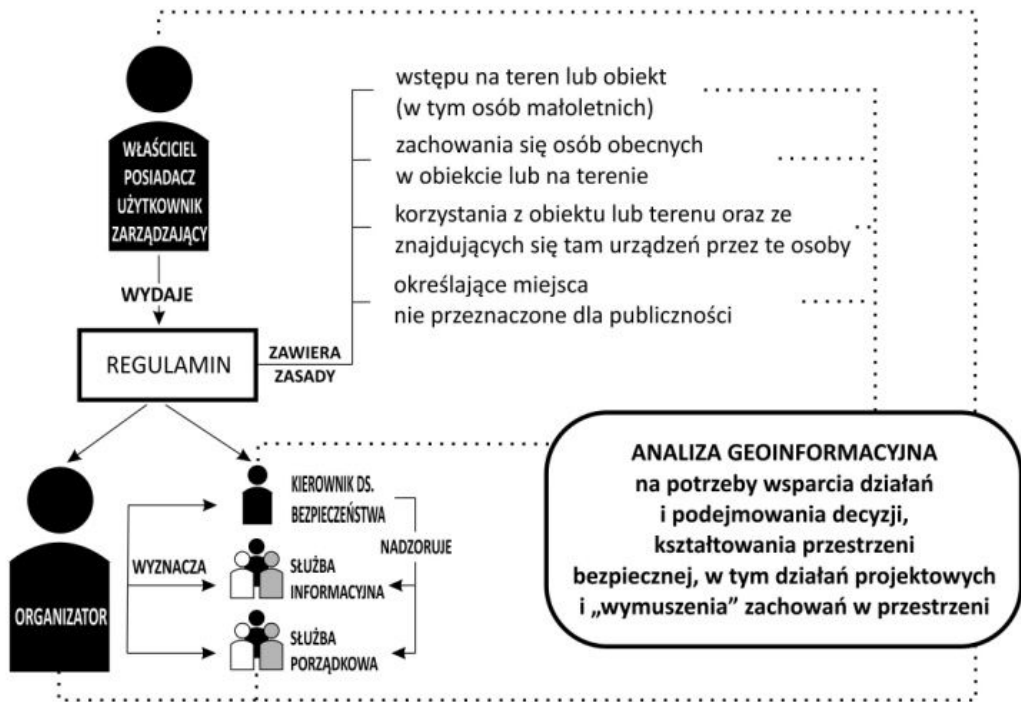 WŁAŚCICIEL
POSIADACZ
UŻYTKOWNIK
ZARZĄDZAJĄCY
WYDAJE
REGULAMIN
ZAWIERA
ZASADY
wstępu na teren lub obiekt
(w tym osób małoletnich)
zachowania się osób obecnych
w obiekcie lub na terenie
korzystania z obiektu lub terenu oraz ze
znajdujących się tam urządzeń przez te osoby
określające miejsca
nie przeznaczone dla publiczności
ORGANIZATOR
WYZNACZA
KIEROWNIK DS.
BEZPIECZEŃSTWA
NADZORUJE
SŁUŻBA
INFORMACYJNA
SŁUŻBA
PORZĄDKOWA
ANALIZA GEOINFORMACYJNA
na potrzeby wsparcia działań
i podejmowania decyzji,
kształtowania przestrzeni
bezpiecznej, w tym działań projektowych
i „wymuszenia” zachowań w przestrzeni